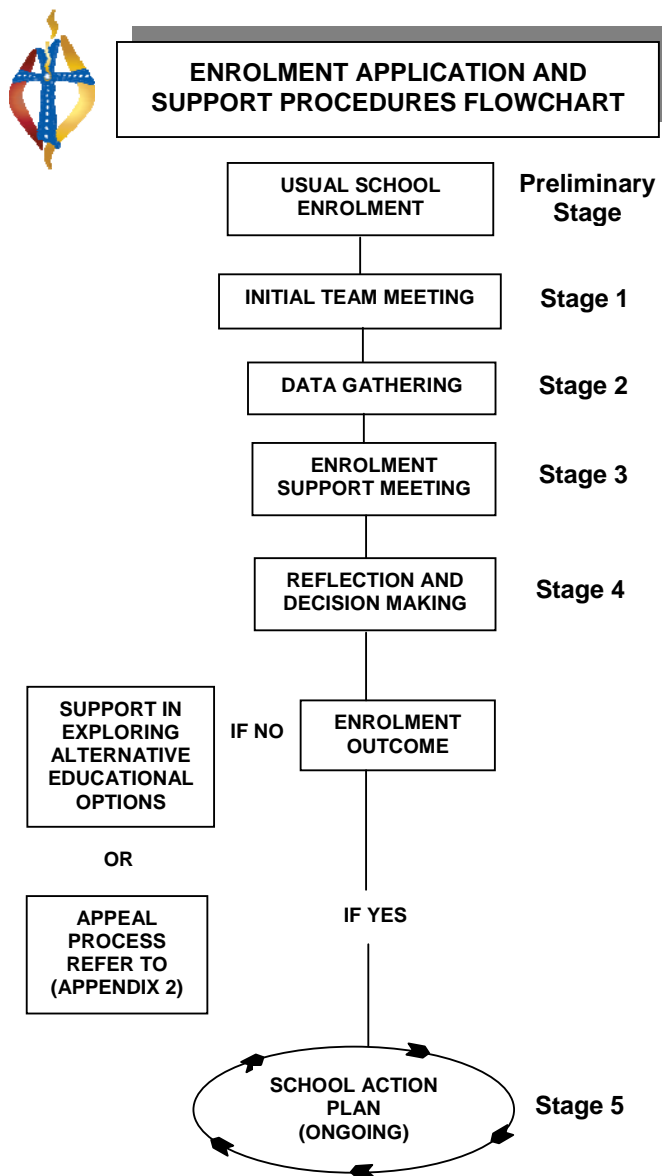 ENROLMENT APPLICATION AND
SUPPORT PROCEDURES FLOWCHART
USUAL SCHOOL
ENROLMENT
Preliminary
Stage
INITIAL TEAM MEETING
Stage 1
DATA GATHERING
Stage 2
ENROLMENT
SUPPORT MEETING
Stage 3
REFLECTION AND
DECISION MAKING
Stage 4
ENROLMENT
OUTCOME
IF NO
SUPPORT IN
EXPLORING
ALTERNATIVE
EDUCATIONAL
OPTIONS
OR
APPEAL
PROCESS
REFER TO
(APPENDIX 2)
IF YES
SCHOOL ACTION
PLAN
(ONGOING)
Stage 5